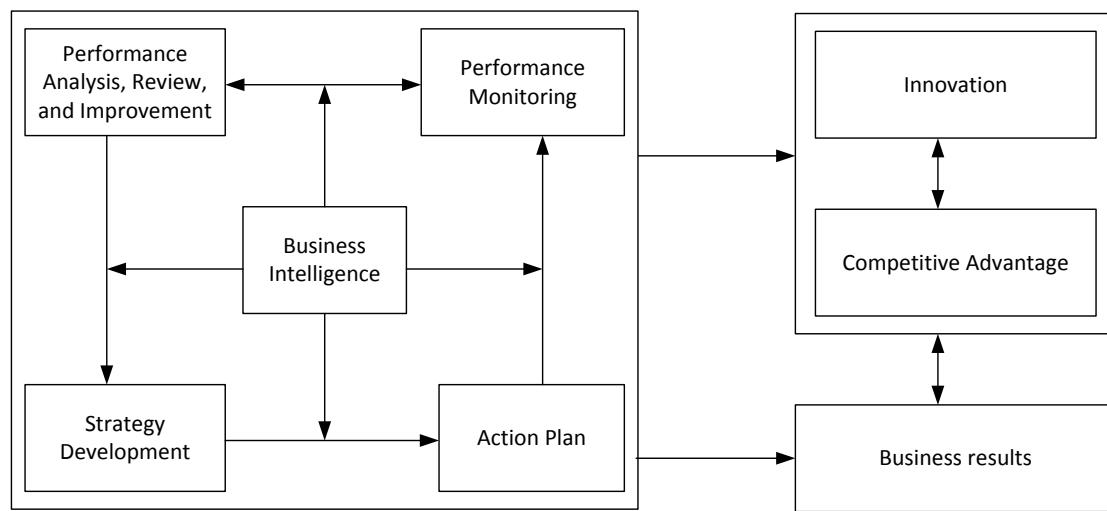 Performance
Analysis, Review,
and Improvement
Performance
Monitoring
Innovation
Business
Intelligence
Competitive Advantage
Strategy
Development
Action Plan
Business results